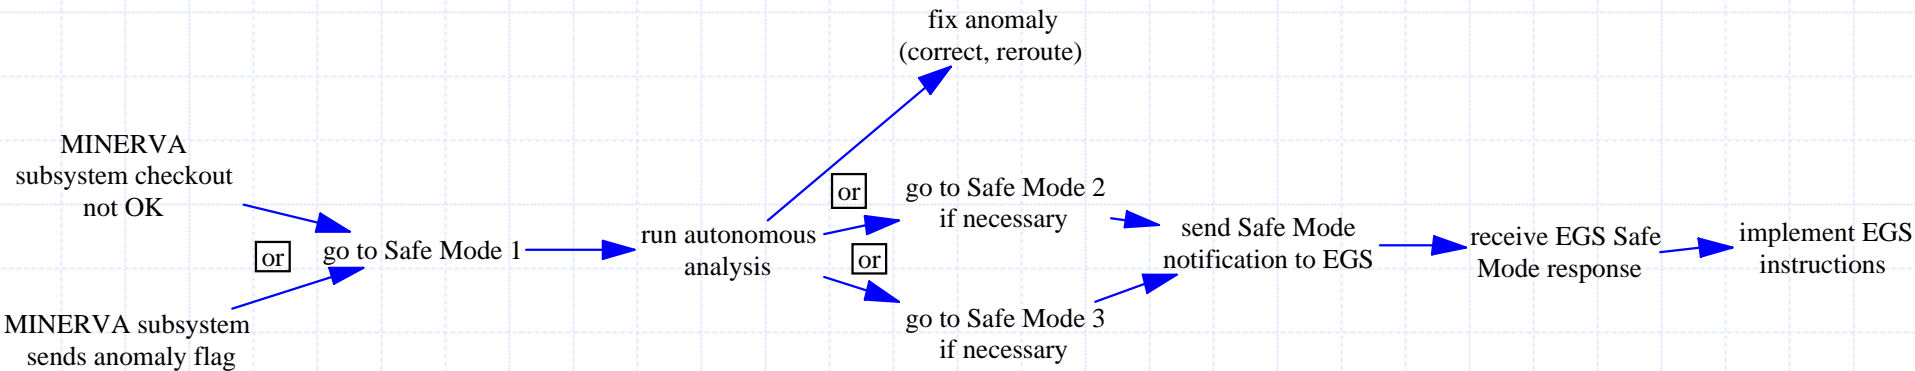 fix anomaly
(correct, reroute)
MINERVA
subsystem checkout
not OK
or
go to Safe Mode 1
MINERVA subsystem
sends anomaly flag
run autonomous
analysis
or
go to Safe Mode 2
if necessary
or
go to Safe Mode 3
if necessary
send Safe Mode
notification to EGS
receive EGS Safe
Mode response
implement EGS
instructions